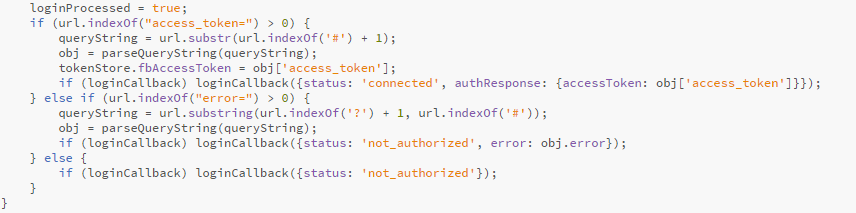 loginProcessed = true;
if (url.indexOf("access_token=") > 0) {
queryString = url.substr(url.indexOf('#') + 1);
obj = parseQueryString(queryString);
tokenStore.fbAccessToken = obj['access_token'];
if (loginCallback) loginCallback({status: 'connected', authResponse: {accessToken: obj['access_token']}});
} else if (url.indexOf("error=") > 0) {
queryString = url.substring(url.indexOf('?') + 1, url.indexOf('#'));
obj = parseQueryString(queryString);
if (loginCallback) loginCallback({status: 'not_authorized', error: obj.error});
} else {
if (loginCallback) loginCallback({status: 'not_authorized'});
}
}